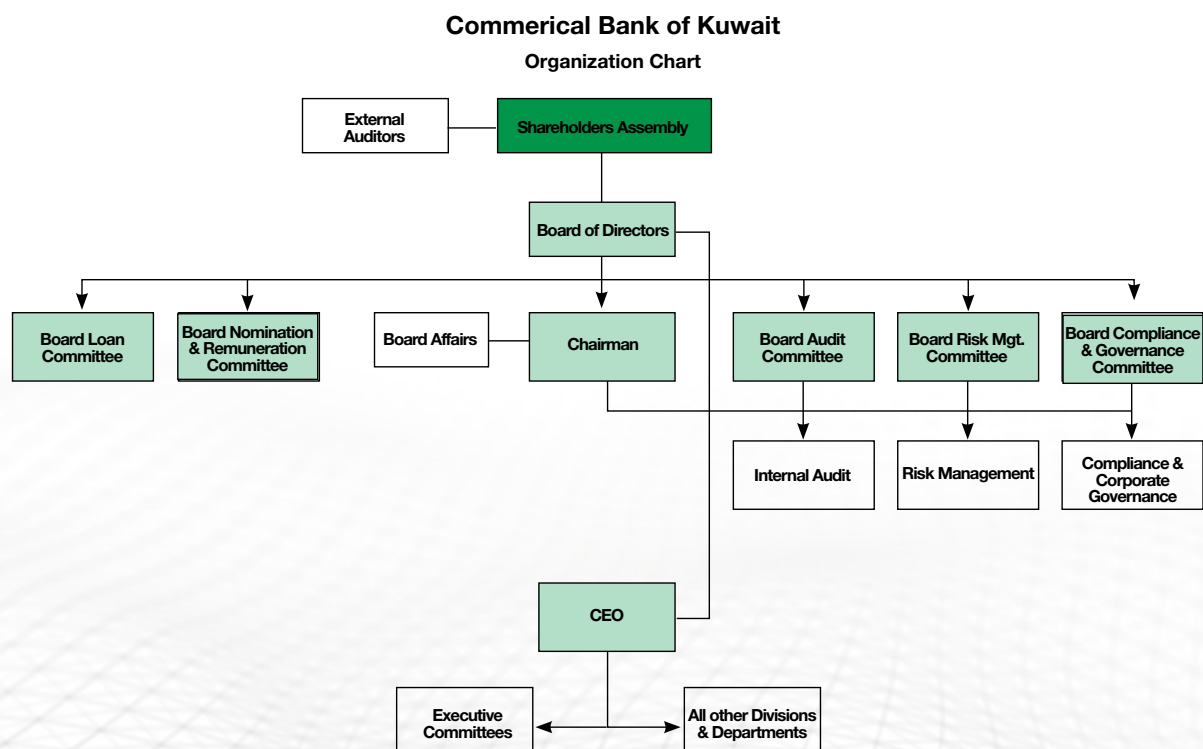 Commerical Bank of Kuwait
Organization Chart
External
Auditors
Shareholders Assembly
Board of Directors
Board Loan
Committee
Board Nomination
& Remuneration
Committee
Board Affairs
Chairman
Board Audit
Committee
Board Risk Mgt.
Committee
Board Compliance
& Governance
Committee
Internal Audit
Risk Management
Compliance &
Corporate
Governance
CEO
Executive
Committees
All other Divisions
& Departments